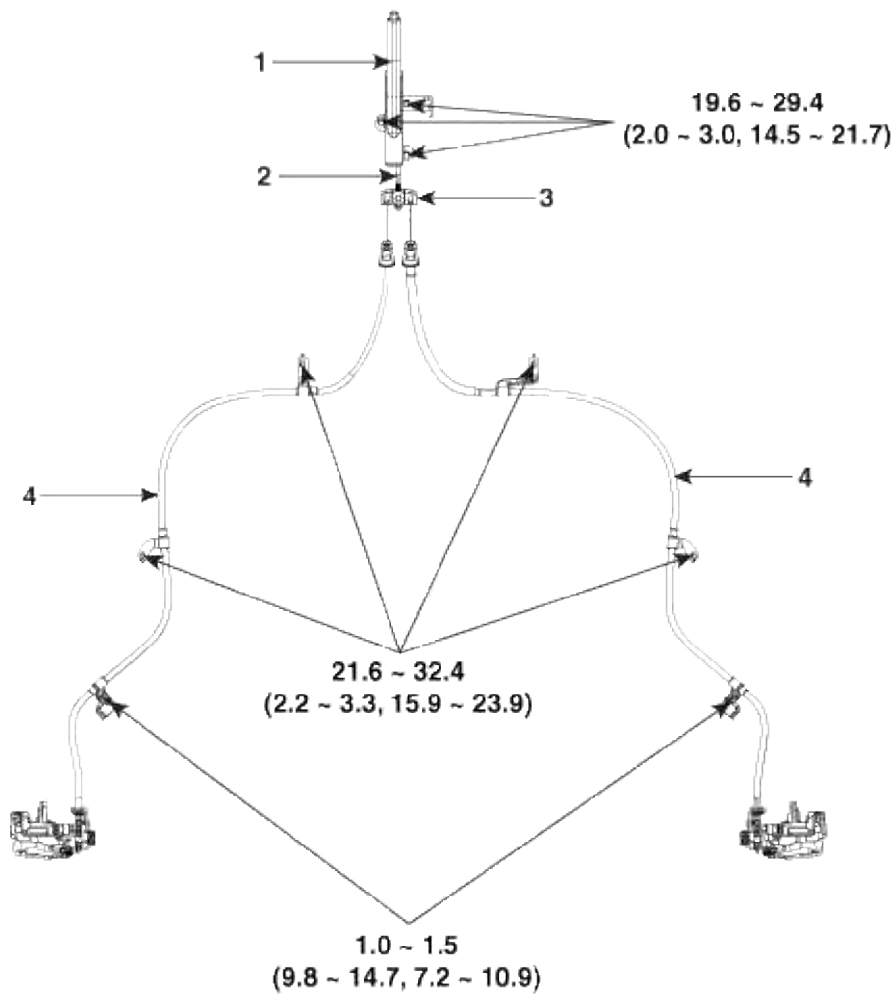 1
19.6 ~ 29.4
(2.0 ~ 3.0, 14.5 ~ 21.7)
2
3
4
4
21.6 ~ 32.4
(2.2 ~ 3.3, 15.9 ~ 23.9)
1.0 ~ 1.5
(9.8 ~ 14.7, 7.2 ~ 10.9)